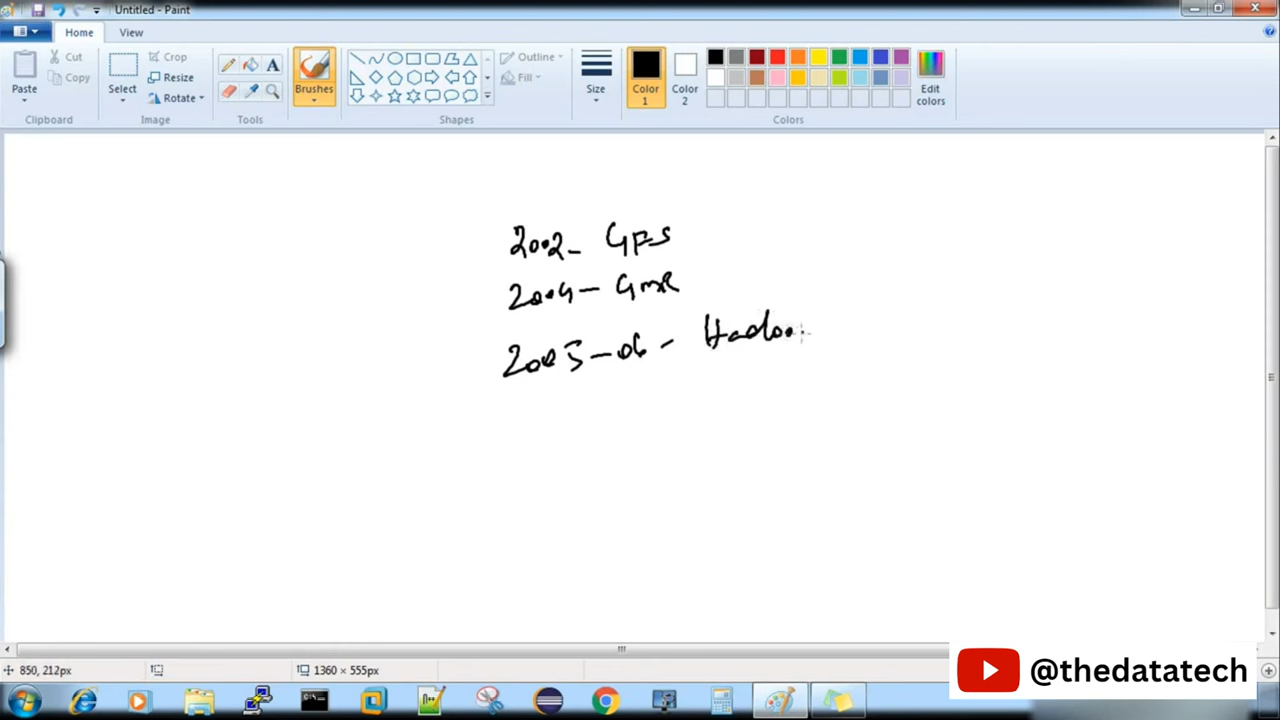 Untitled - Paint
Home View
Paste
Cut
Copy
Clipboard
Select
Crop
Resize
Rotate
Image
Tools
Brushes
Shapes
Outline
Fill
Size
Color 1
Color 2
Edit colors
Colors
2002- GFS
2004- GMR
2005-06- Hadoo
850, 212px
1360 × 555px
@thedatatech